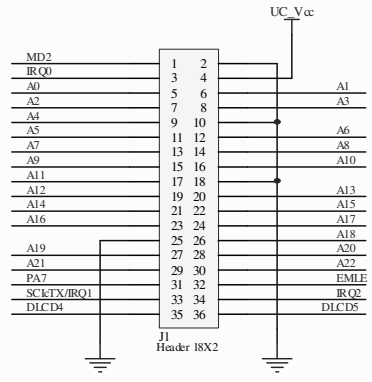 UC_Vcc
MD2 1 2
IRQ0 3 4
A0 5 6 A1
A2 7 8 A3
A4 9 10
A5 11 12 A6
A7 13 14 A8
A9 15 16 A10
A11 17 18
A12 19 20 A13
A14 21 22 A15
A16 23 24 A17
25 26 A18
A19 27 28 A20
A21 29 30 A22
PA7 31 32 EMLE
SCIcTX/IRQ1 33 34 IRQ2
DLCD4 35 36 DLCD5
J1
Header 18X2